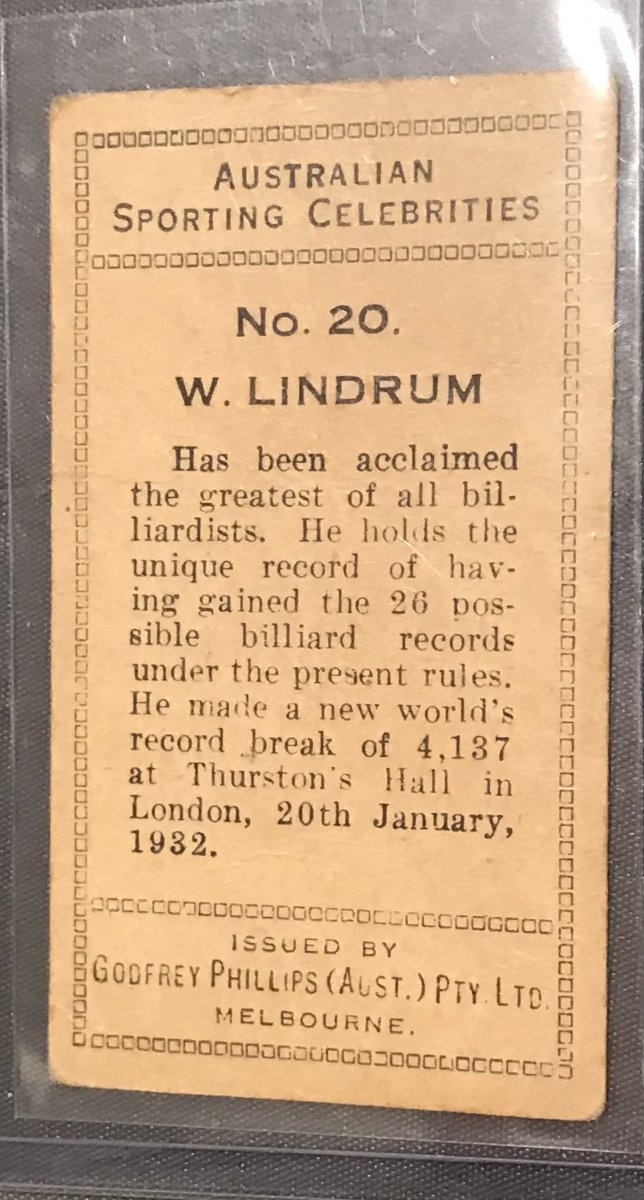 AUSTRALIAN
SPORTING CELEBRITIES
No. 20.
W. LINDRUM
Has been acclaimed
the greatest of all bil-
liardists. He holds the
unique record of hav-
ing gained the 26 pos-
sible billiard records
under the present rules.
He made a new world's
record break of 4,137
at Thurston's Hall in
London, 20th January,
1932.
ISSUED BY
GODFREY PHILLIPS (AUST.) PTY. LTD.
MELBOURNE.